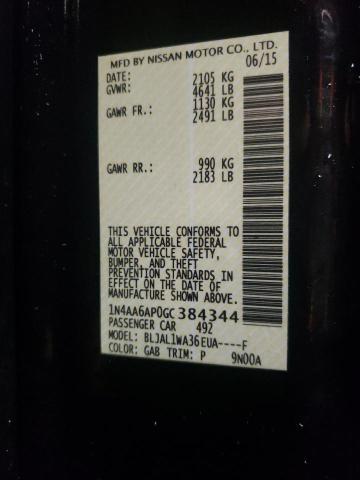 MFD BY NISSAN MOTOR CO., LTD.
06/15
DATE: 2105 KG
GVWR: 4641 LB
1130 KG
GAWR FR.: 2491 LB
990 KG
GAWR RR.: 2183 LB
THIS VEHICLE CONFORMS TO
ALL APPLICABLE FEDERAL
MOTOR VEHICLE SAFETY,
BUMPER, AND THEFT
PREVENTION STANDARDS IN
EFFECT ON THE DATE OF
MANUFACTURE SHOWN ABOVE.
1N4AA6AP0GC384344
PASSENGER CAR 492
MODEL: BLJAL1WA36EUA----F
COLOR: GAB TRIM: P 9N00A